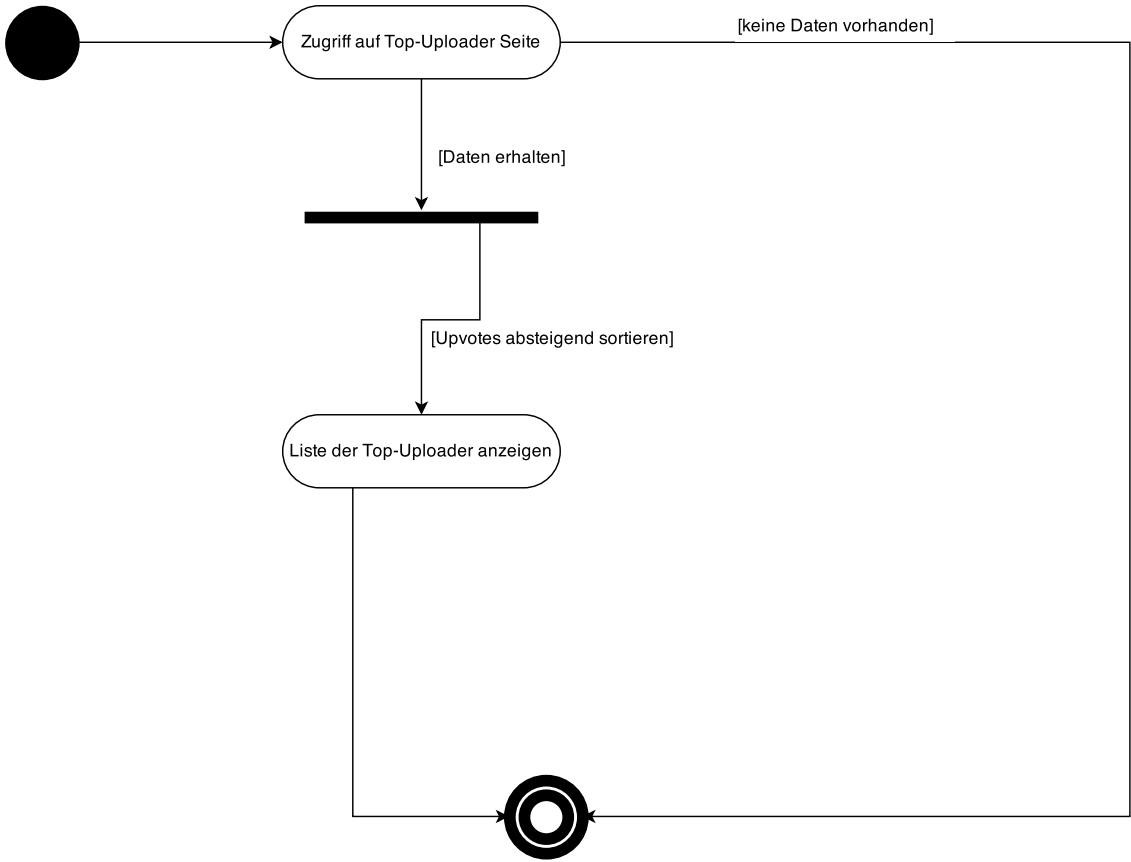 Zugriff auf Top-Uploader Seite
[keine Daten vorhanden]
[Daten erhalten]
[Upvotes absteigend sortieren]
Liste der Top-Uploader anzeigen